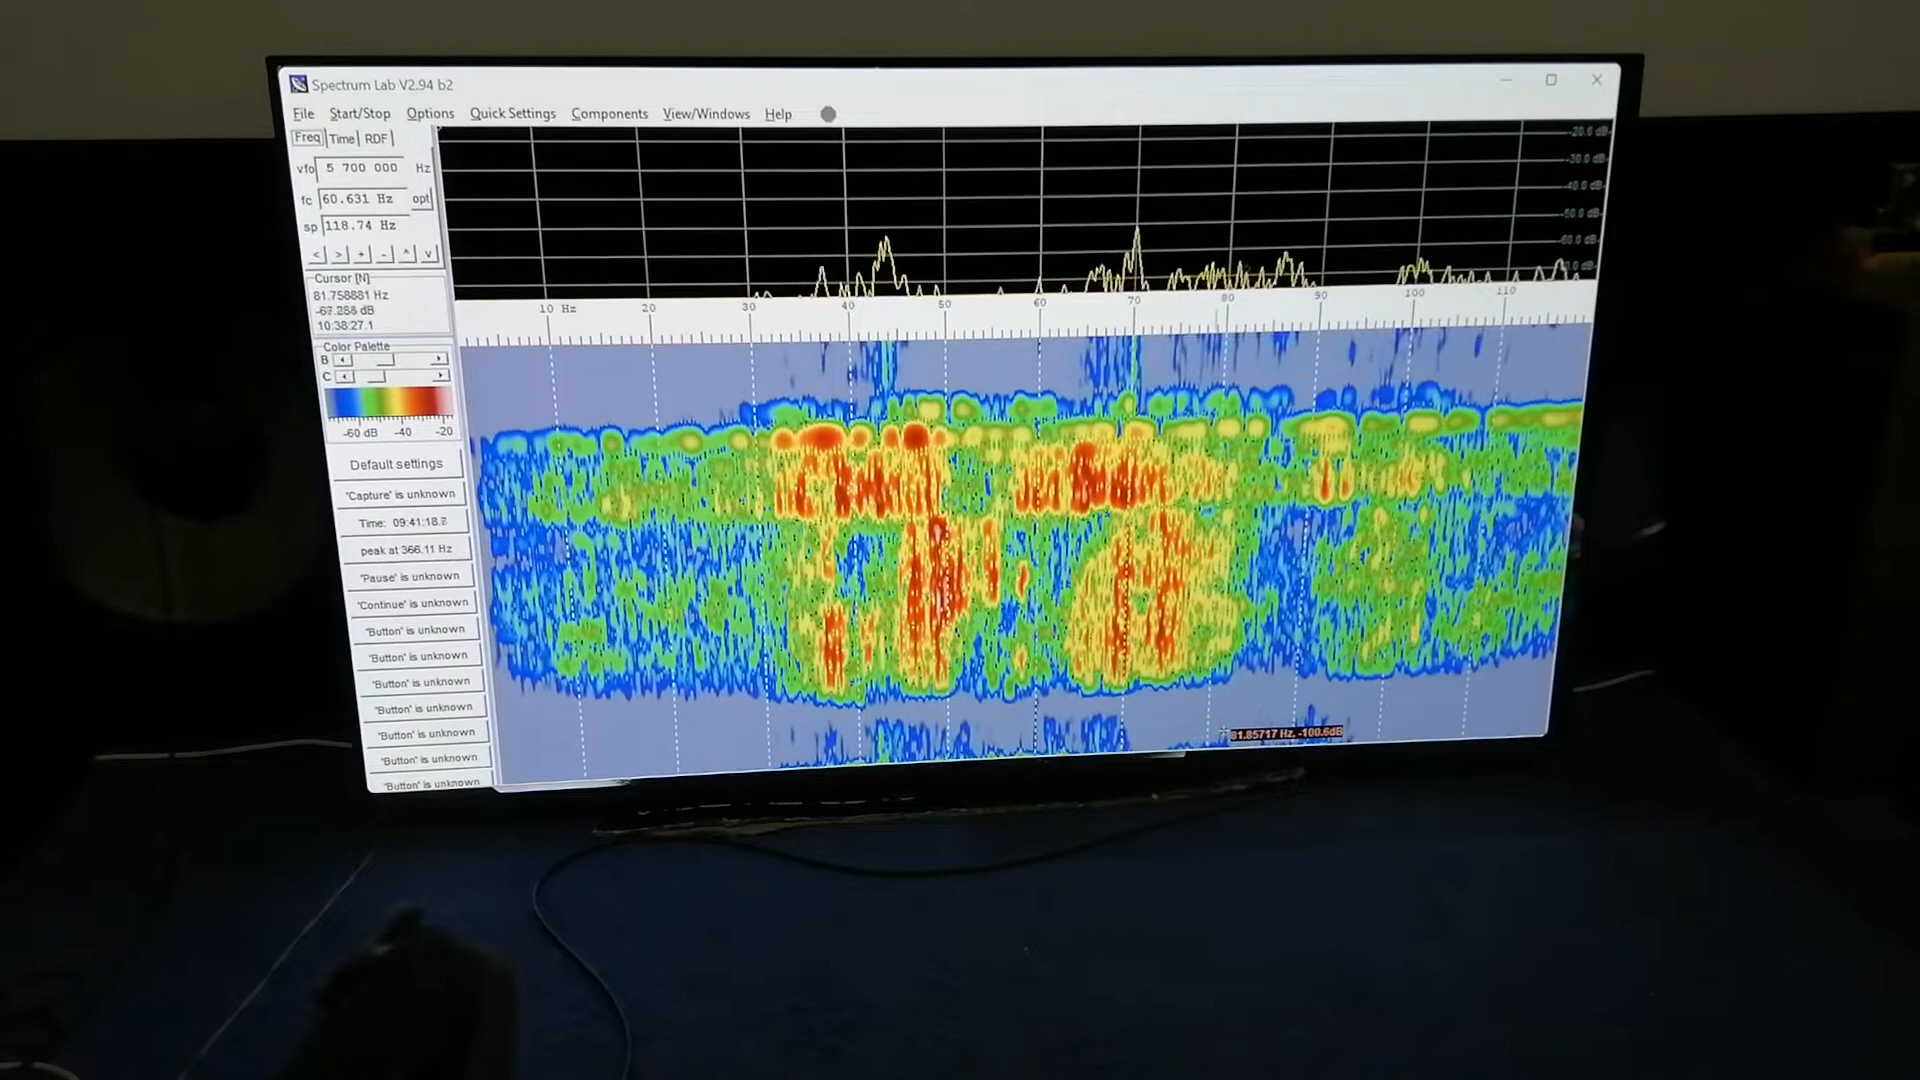 Spectrum Lab V2.94 b2
File Start/Stop Options Quick Settings Components View/Windows Help
Freq Time RDF
vfo 5 700 000 Hz
fc 60.631 Hz opt
sp 118.74 Hz
< > + - ^ v
Cursor [N]
81.758881 Hz
-67.288 dB
10:38:27.1
Color Palette
B
C
-60 dB -40 -20
Default settings
'Capture' is unknown
Time: 09:41:18.8
peak at 366.11 Hz
'Pause' is unknown
'Continue' is unknown
'Button' is unknown
'Button' is unknown
'Button' is unknown
'Button' is unknown
'Button' is unknown
'Button' is unknown
'Button' is unknown
-20.0 dB
-30.0 dB
-40.0 dB
-50.0 dB
-60.0 dB
10 Hz 20 30 40 50 60 70 80 90 100 110
81.85717 Hz, -100.6dB